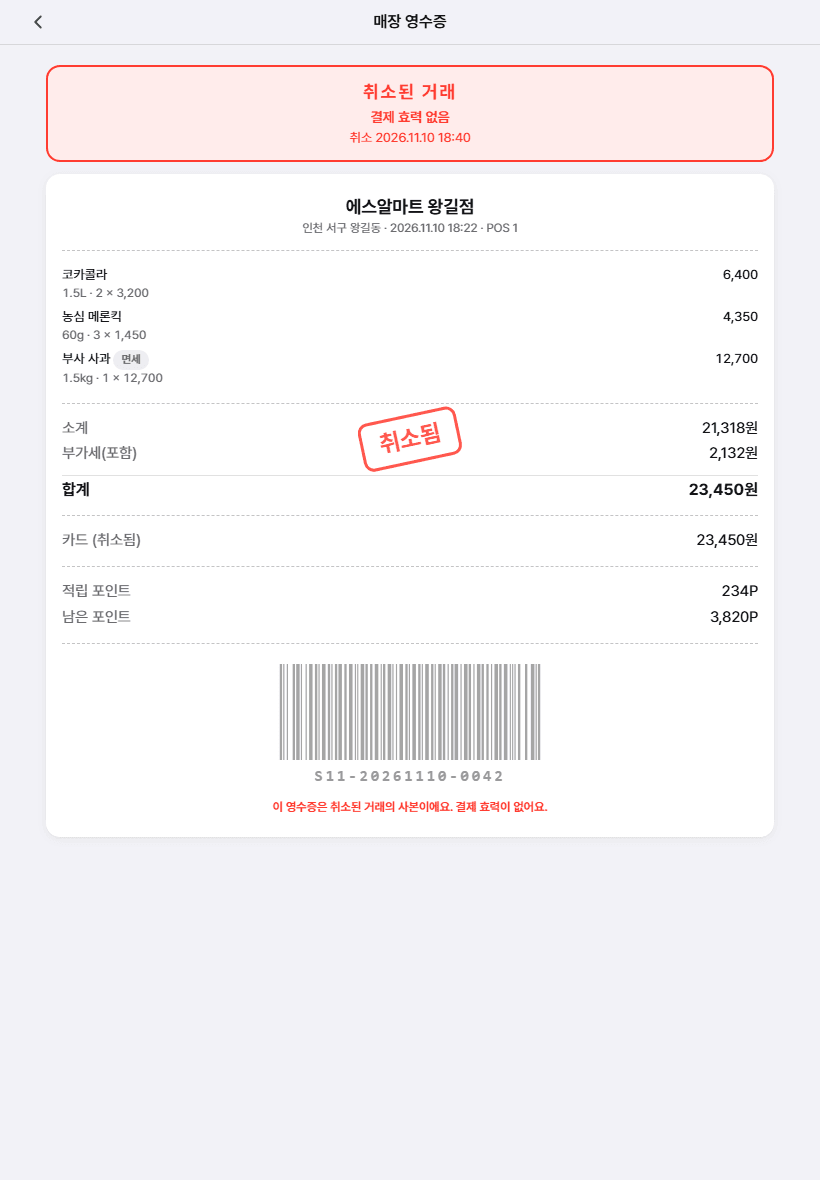 매장 영수증
취소된 거래
결제 효력 없음
취소 2026.11.10 18:40
에스알마트 왕길점
인천 서구 왕길동 · 2026.11.10 18:22 · POS 1
코카콜라 6,400
1.5L · 2 × 3,200
농심 메론킥 4,350
60g · 3 × 1,450
부사 사과 면세 12,700
1.5kg · 1 × 12,700
소계 21,318원
취소됨
부가세(포함) 2,132원
합계 23,450원
카드 (취소됨) 23,450원
적립 포인트 234P
남은 포인트 3,820P
S11-20261110-0042
이 영수증은 취소된 거래의 사본이에요. 결제 효력이 없어요.